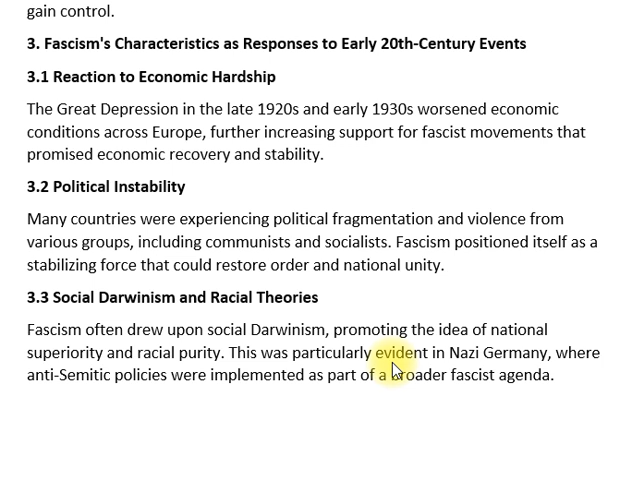 gain control.
3. Fascism's Characteristics as Responses to Early 20th-Century Events
3.1 Reaction to Economic Hardship
The Great Depression in the late 1920s and early 1930s worsened economic
conditions across Europe, further increasing support for fascist movements that
promised economic recovery and stability.
3.2 Political Instability
Many countries were experiencing political fragmentation and violence from
various groups, including communists and socialists. Fascism positioned itself as a
stabilizing force that could restore order and national unity.
3.3 Social Darwinism and Racial Theories
Fascism often drew upon social Darwinism, promoting the idea of national
superiority and racial purity. This was particularly evident in Nazi Germany, where
anti-Semitic policies were implemented as part of a broader fascist agenda.